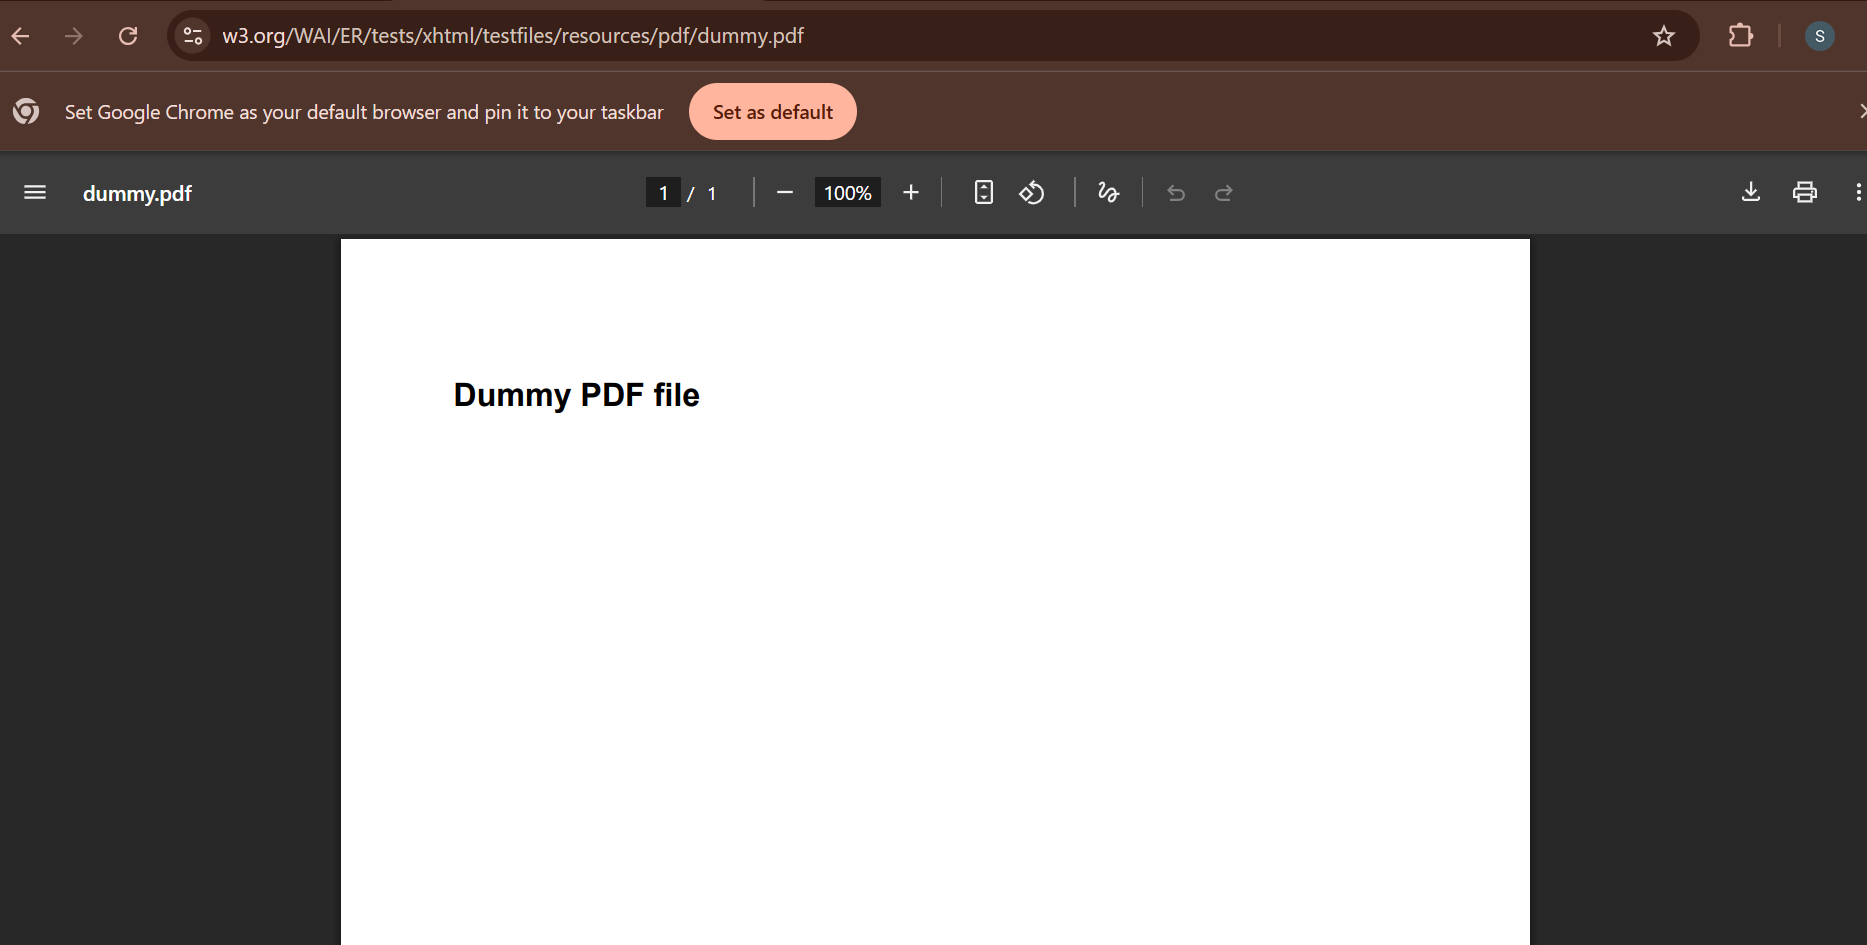 w3.org/WAI/ER/tests/xhtml/testfiles/resources/pdf/dummy.pdf
S
Set Google Chrome as your default browser and pin it to your taskbar
Set as default
dummy.pdf
1 / 1
100%
Dummy PDF file